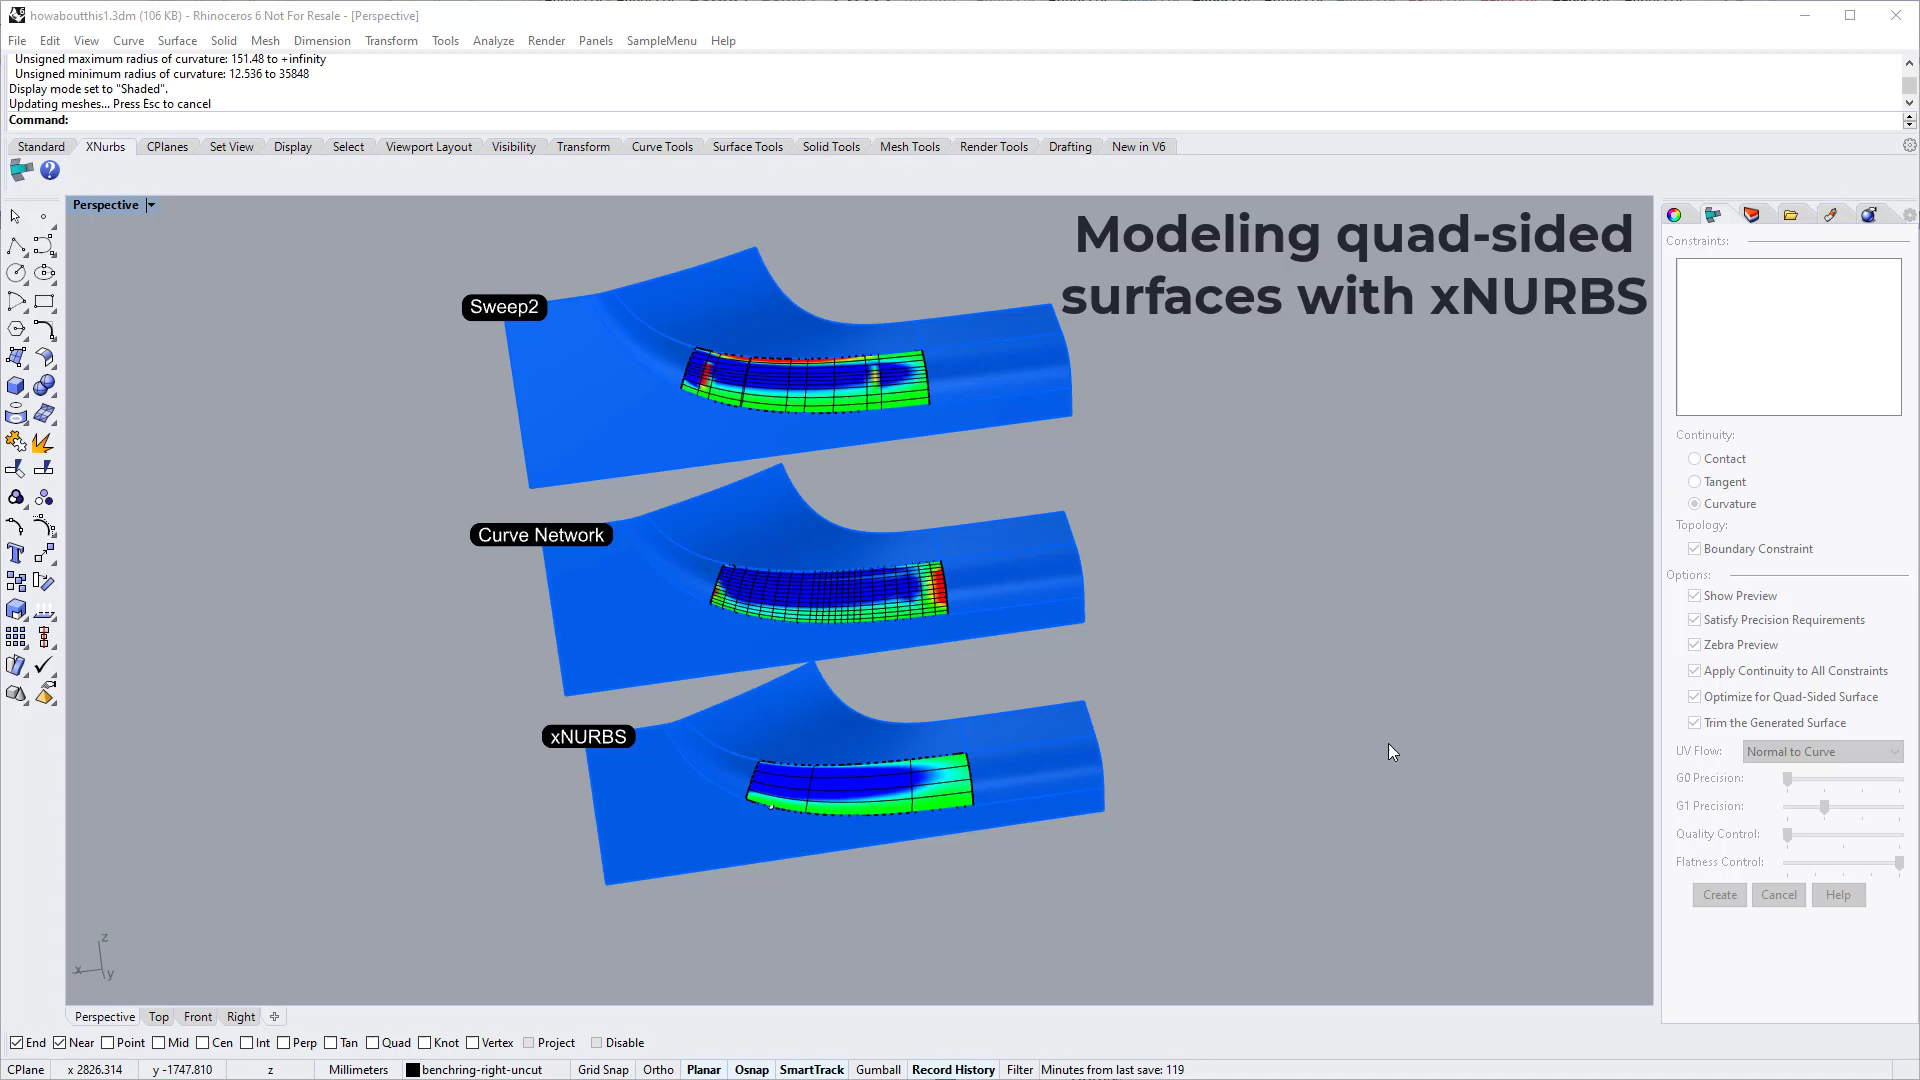 howaboutthis1.3dm (106 KB) - Rhinoceros 6 Not For Resale - [Perspective]
File Edit View Curve Surface Solid Mesh Dimension Transform Tools Analyze Render Panels SampleMenu Help
Unsigned maximum radius of curvature: 151.48 to +infinity
Unsigned minimum radius of curvature: 12.536 to 35848
Display mode set to "Shaded".
Updating meshes... Press Esc to cancel
Command:
Standard XNurbs CPlanes Set View Display Select Viewport Layout Visibility Transform Curve Tools Surface Tools Solid Tools Mesh Tools Render Tools Drafting New in V6
Perspective
Modeling quad-sided
surfaces with xNURBS
Sweep2
Curve Network
xNURBS
z
x
y
Constraints:
Continuity:
Contact
Tangent
Curvature
Topology:
Boundary Constraint
Options:
Show Preview
Satisfy Precision Requirements
Zebra Preview
Apply Continuity to All Constraints
Optimize for Quad-Sided Surface
Trim the Generated Surface
UV Flow: Normal to Curve
G0 Precision:
G1 Precision:
Quality Control:
Flatness Control:
Create Cancel Help
Perspective Top Front Right
End Near Point Mid Cen Int Perp Tan Quad Knot Vertex Project Disable
CPlane x 2826.314 y -1747.810 z Millimeters benchring-right-uncut Grid Snap Ortho Planar Osnap SmartTrack Gumball Record History Filter Minutes from last save: 119